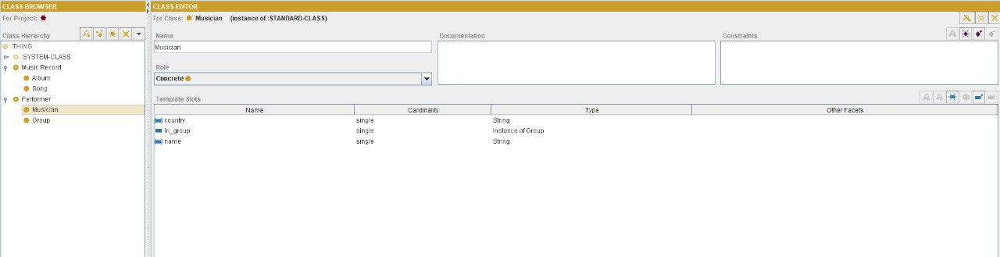 CLASS BROWSER
For Project:
Class Hierarchy
:THING
:SYSTEM-CLASS
Music Record
Album
Song
Performer
Musician
Group
CLASS EDITOR
For Class: Musician (instance of :STANDARD-CLASS)
Name
Musician
Role
Concrete
Documentation
Constraints
Template Slots
Name Cardinality Type Other Facets
country single String
in_group single Instance of Group
name single String